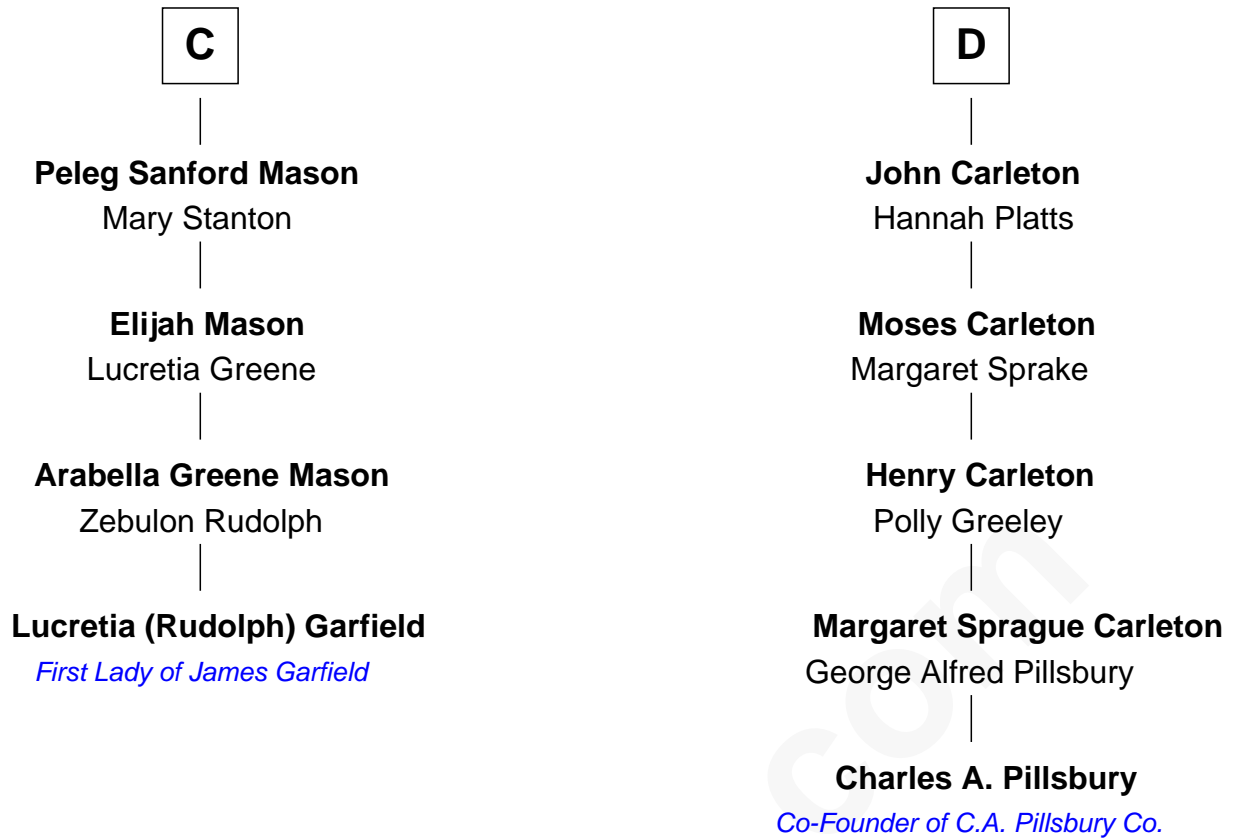 C
Peleg Sanford Mason
Mary Stanton
Elijah Mason
Lucretia Greene
Arabella Greene Mason
Zebulon Rudolph
Lucretia (Rudolph) Garfield
First Lady of James Garfield
D
John Carleton
Hannah Platts
Moses Carleton
Margaret Sprake
Henry Carleton
Polly Greeley
Margaret Sprague Carleton
George Alfred Pillsbury
Charles A. Pillsbury
Co-Founder of C.A. Pillsbury Co.
com